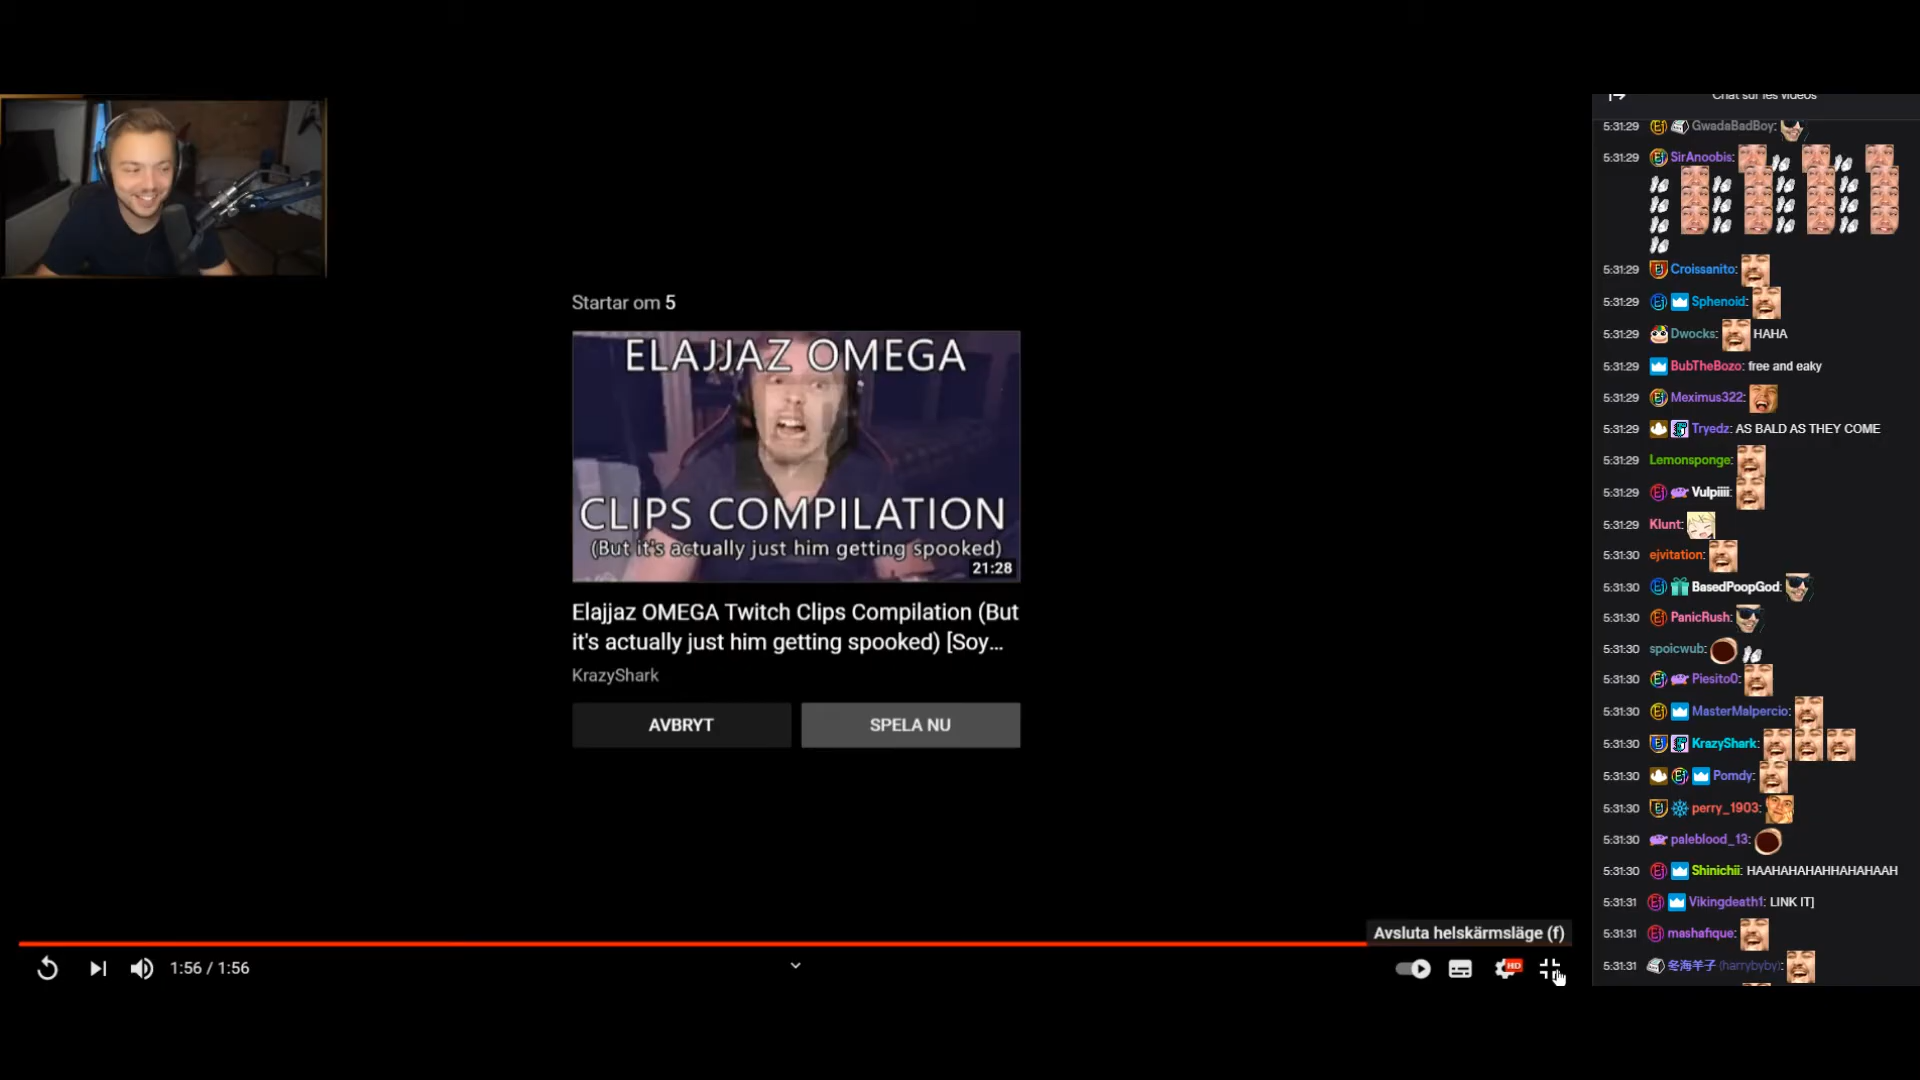 Startar om 5
ELAJJAZ OMEGA
CLIPS COMPILATION
(But it's actually just him getting spooked)
21:28
Elajjaz OMEGA Twitch Clips Compilation (But
it's actually just him getting spooked) [Soy...
KrazyShark
AVBRYT
SPELA NU
Avsluta helskärmsläge (f)
1:56 / 1:56
HD
Chat sur les vidéos
5:31:29 GwadaBadBoy:
5:31:29 SirAnoobis:
5:31:29 Croissanito:
5:31:29 Sphenoid:
5:31:29 Dwocks: HAHA
5:31:29 BubTheBozo: free and eaky
5:31:29 Meximus322:
5:31:29 Tryedz: AS BALD AS THEY COME
5:31:29 Lemonsponge:
5:31:29 Vulpiiii:
5:31:29 Klunt:
5:31:30 ejvitation:
5:31:30 BasedPoopGod:
5:31:30 PanicRush:
5:31:30 spoicwub:
5:31:30 Piesito0:
5:31:30 MasterMalpercio:
5:31:30 KrazyShark:
5:31:30 Pomdy:
5:31:30 perry_1903:
5:31:30 paleblood_13:
5:31:30 Shinichii: HAAHAHAHAHHAHAHAAH
5:31:31 Vikingdeath1: LINK IT]
5:31:31 mashafique:
5:31:31 冬海羊子 (harrybyby):